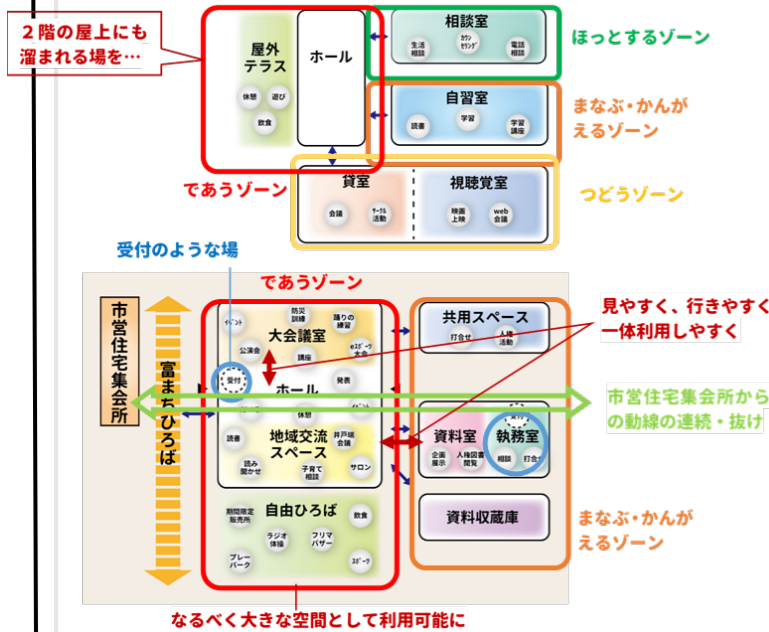 ２階の屋上にも
溜まれる場を…
屋外
テラス
休憩
遊び
飲食
ホール
相談室
生活
相談
カウン
セリング
電話
相談
ほっとするゾーン
自習室
読書
学習
学習
講座
まなぶ・かんが
えるゾーン
であうゾーン
貸室
会議
サークル
活動
視聴覚室
映画
上映
web
会議
つどうゾーン
受付のような場
であうゾーン
市営住宅集会所
富まちひろば
イベント
防災
訓練
踊りの
練習
大会議室
公演会
講座
eスポーツ
大会
受付
ホール
発表
休憩
イベント
読書
地域交流
スペース
井戸端
会議
読み
聞かせ
子育て
相談
サロン
期間限定
販売所
自由ひろば
飲食
ラジオ
体操
フリマ
バザー
プレー
パーク
スポーツ
なるべく大きな空間として利用可能に
共用スペース
打合せ
人権
活動
資料室
企画
展示
人権図書
閲覧
執務室
相談
打合せ
資料収蔵庫
見やすく、行きやすく
一体利用しやすく
市営住宅集会所から
の動線の連続・抜け
まなぶ・かんが
えるゾーン